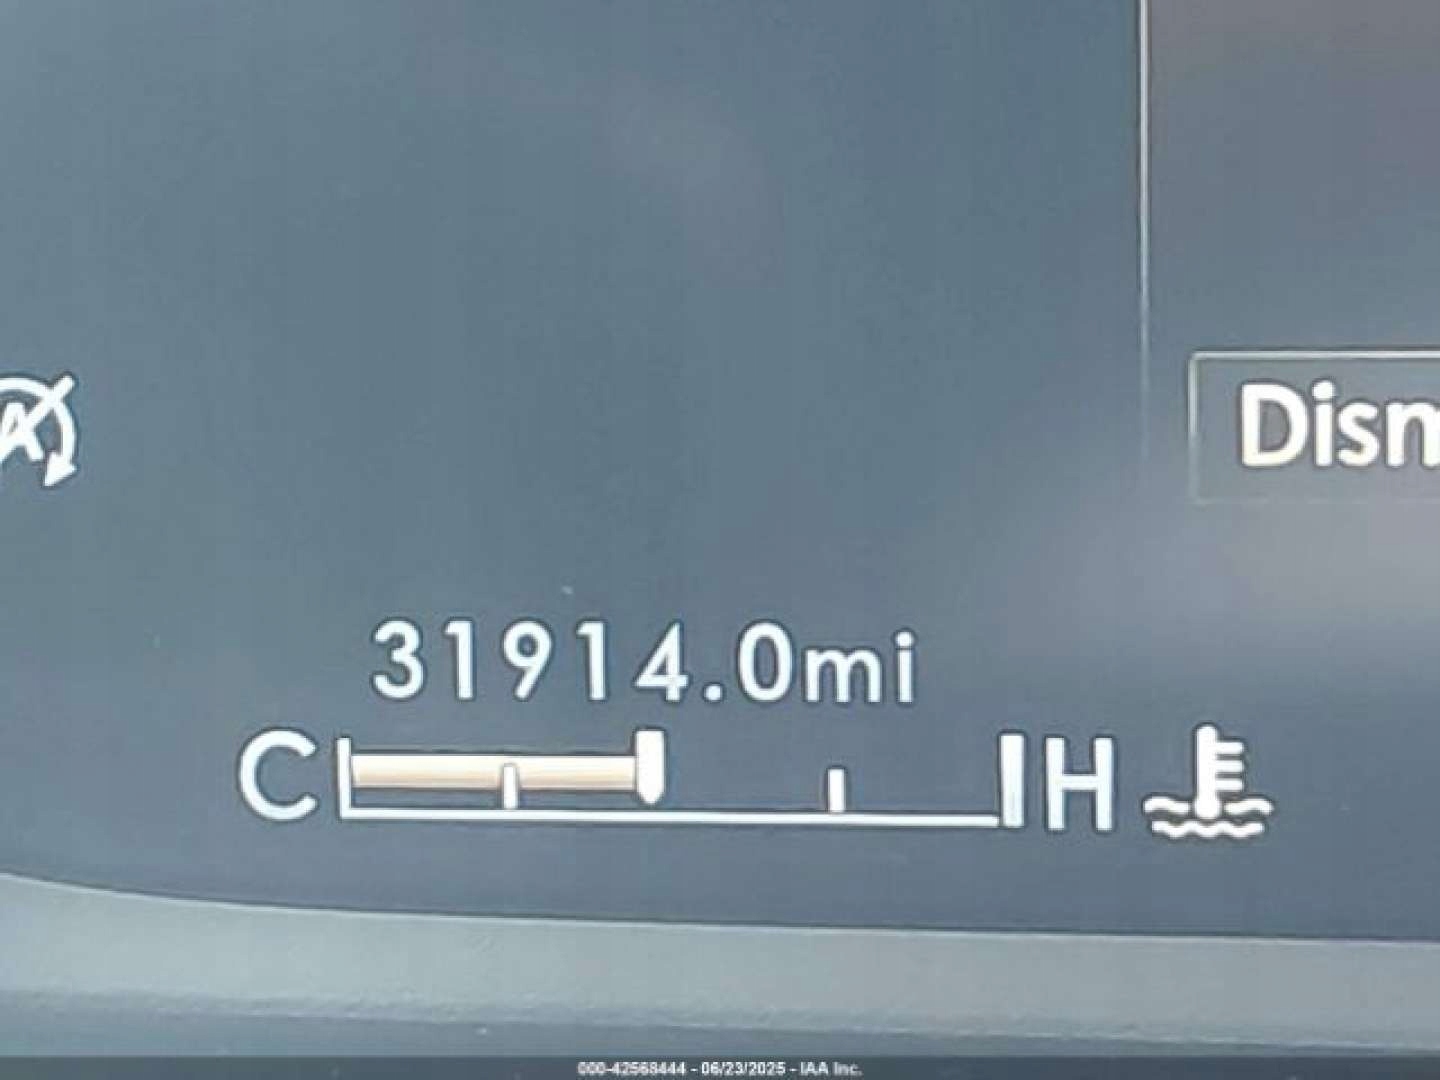 A
Dism
31914.0mi
C H
000-42568444 - 06/23/2025 - IAA Inc.